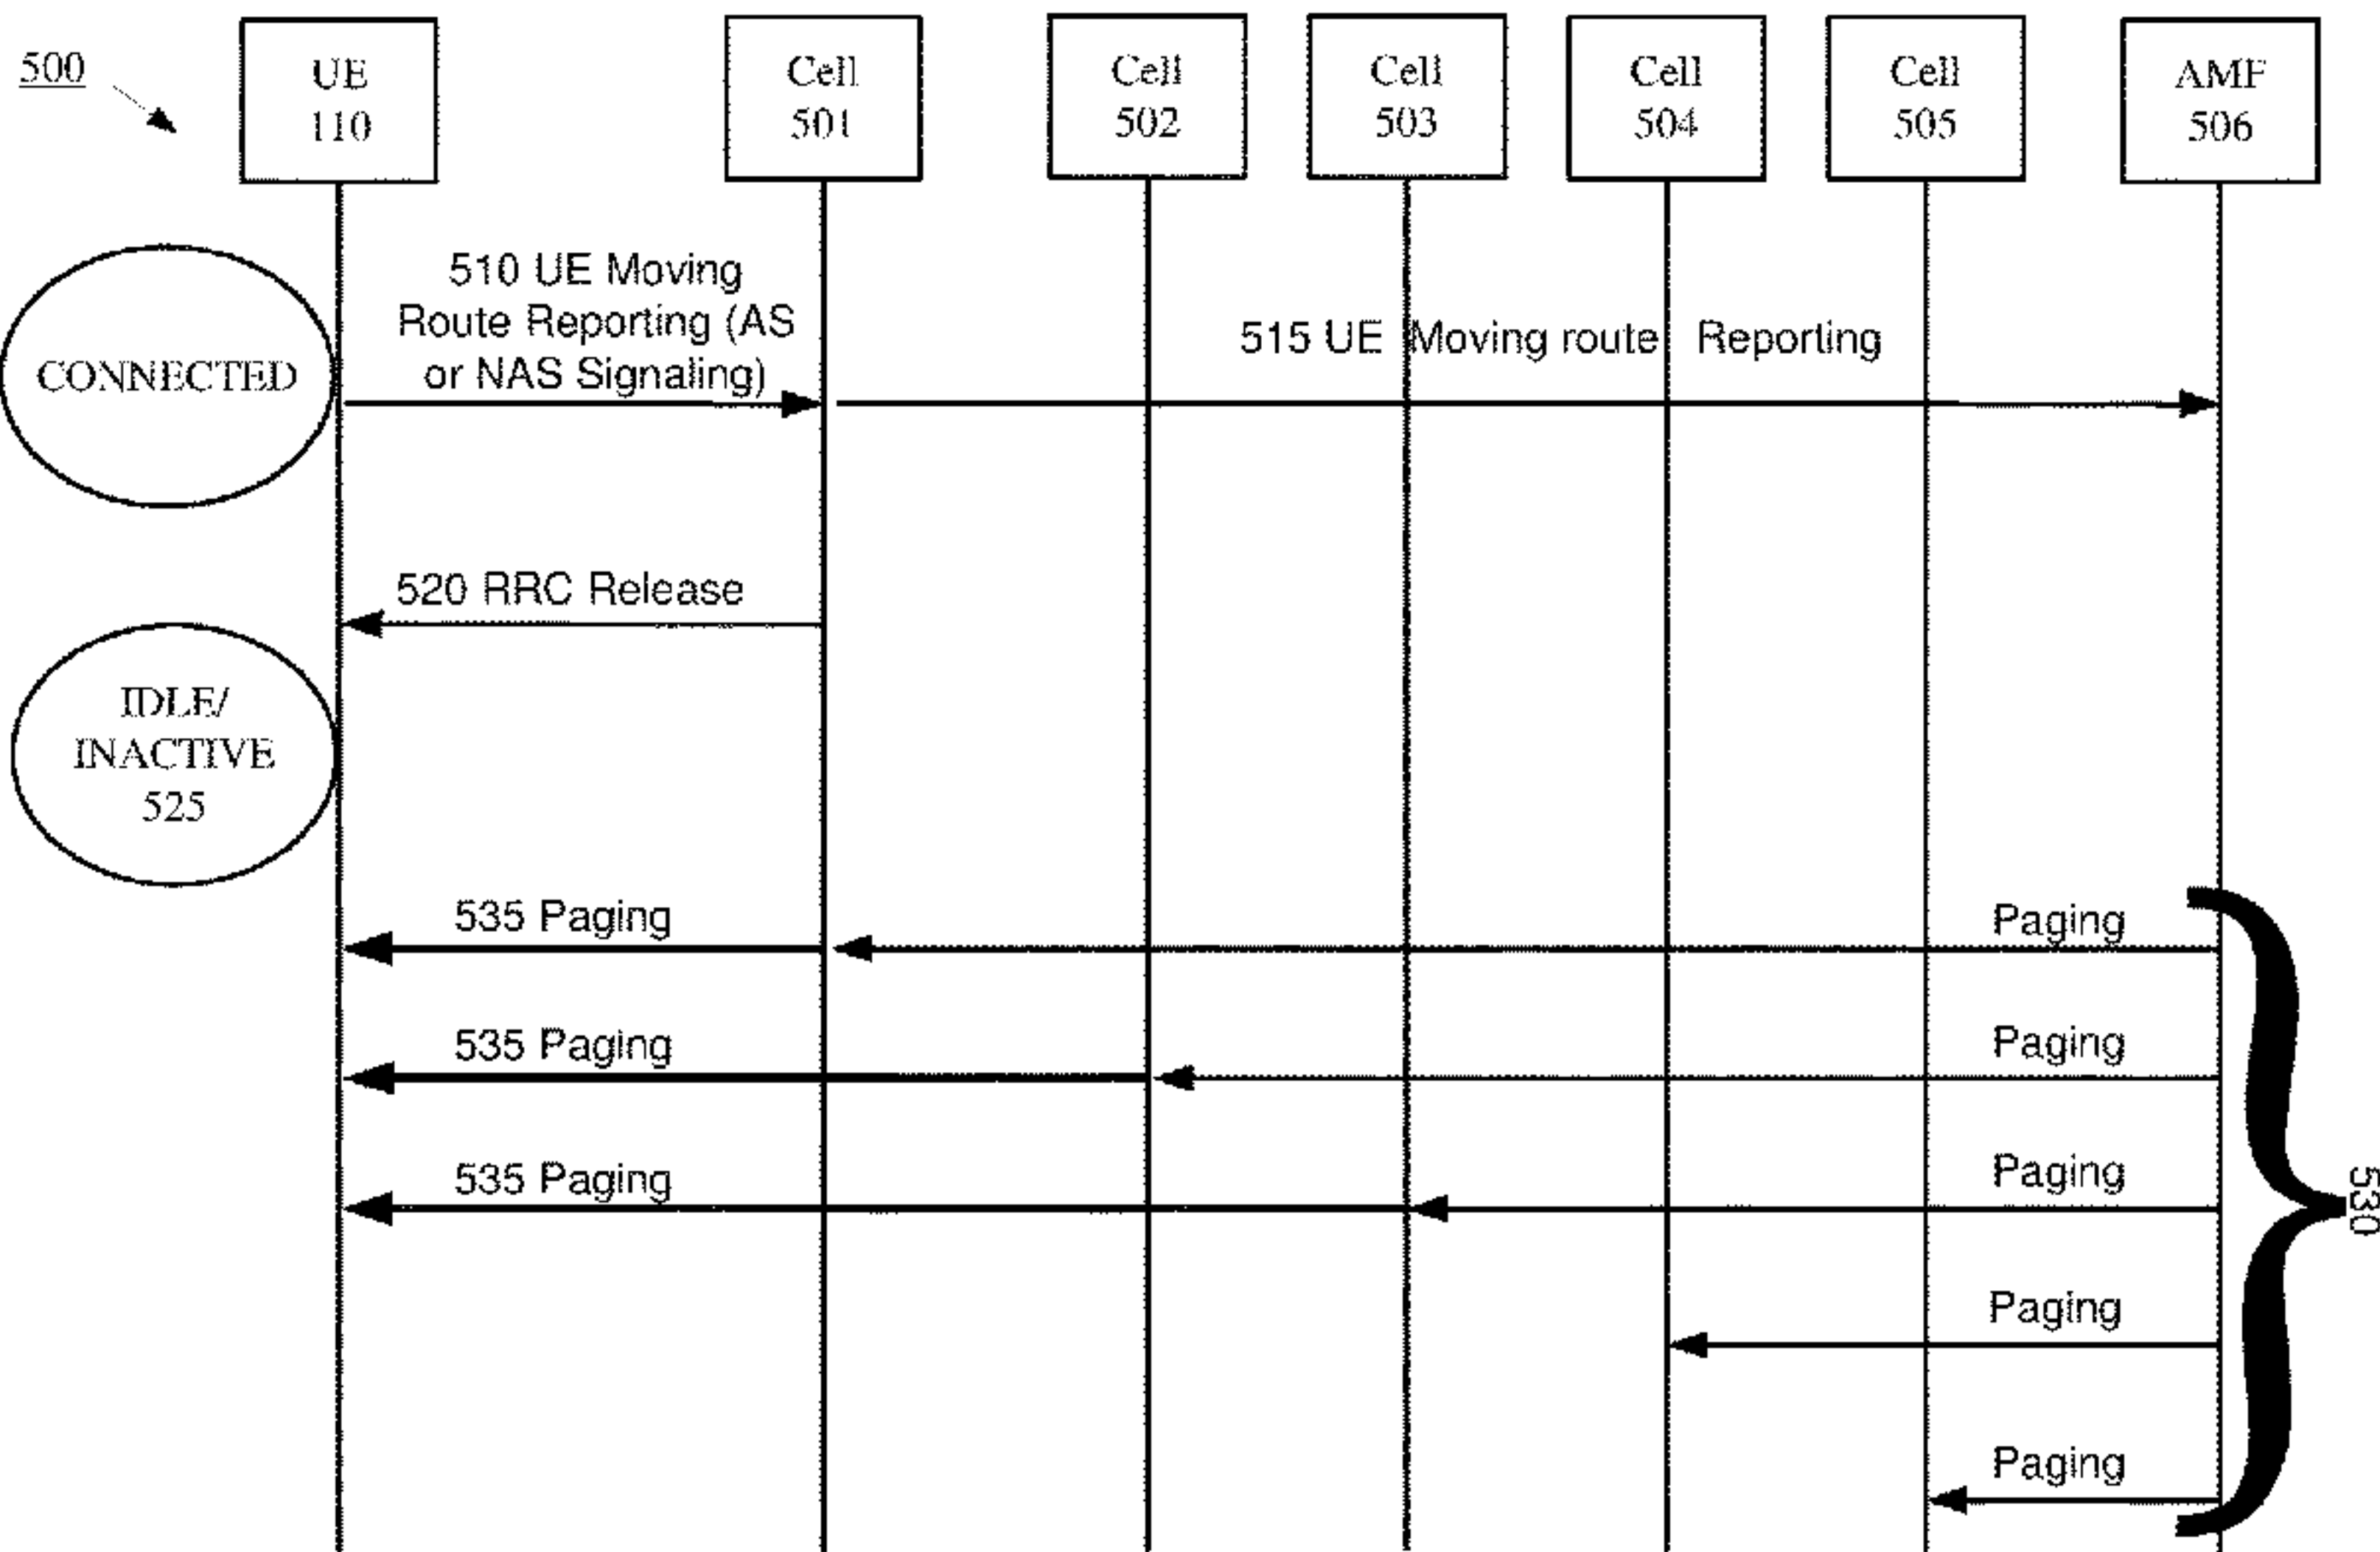 500
UE
110
Cell
501
Cell
502
Cell
503
Cell
504
Cell
505
AMF
506
CONNECTED
510 UE Moving
Route Reporting (AS
or NAS Signaling)
515 UE Moving route Reporting
520 RRC Release
IDLE/
INACTIVE
525
535 Paging
Paging
535 Paging
Paging
535 Paging
Paging
Paging
Paging
530